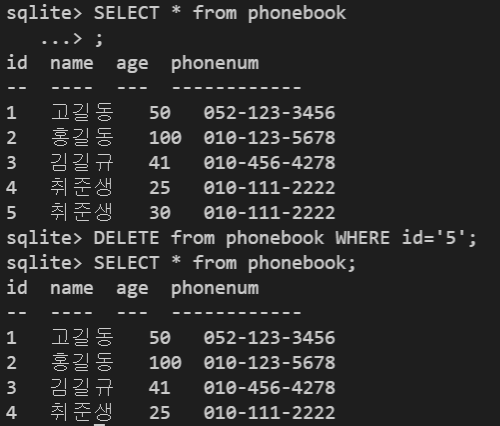 sqlite> SELECT * from phonebook
   ...> ;
id  name  age  phonenum
--  ----  ---  ------------
1   고길동   50   052-123-3456
2   홍길동   100  010-123-5678
3   김길규   41   010-456-4278
4   취준생   25   010-111-2222
5   취준생   30   010-111-2222
sqlite> DELETE from phonebook WHERE id='5';
sqlite> SELECT * from phonebook;
id  name  age  phonenum
--  ----  ---  ------------
1   고길동   50   052-123-3456
2   홍길동   100  010-123-5678
3   김길규   41   010-456-4278
4   취준생   25   010-111-2222